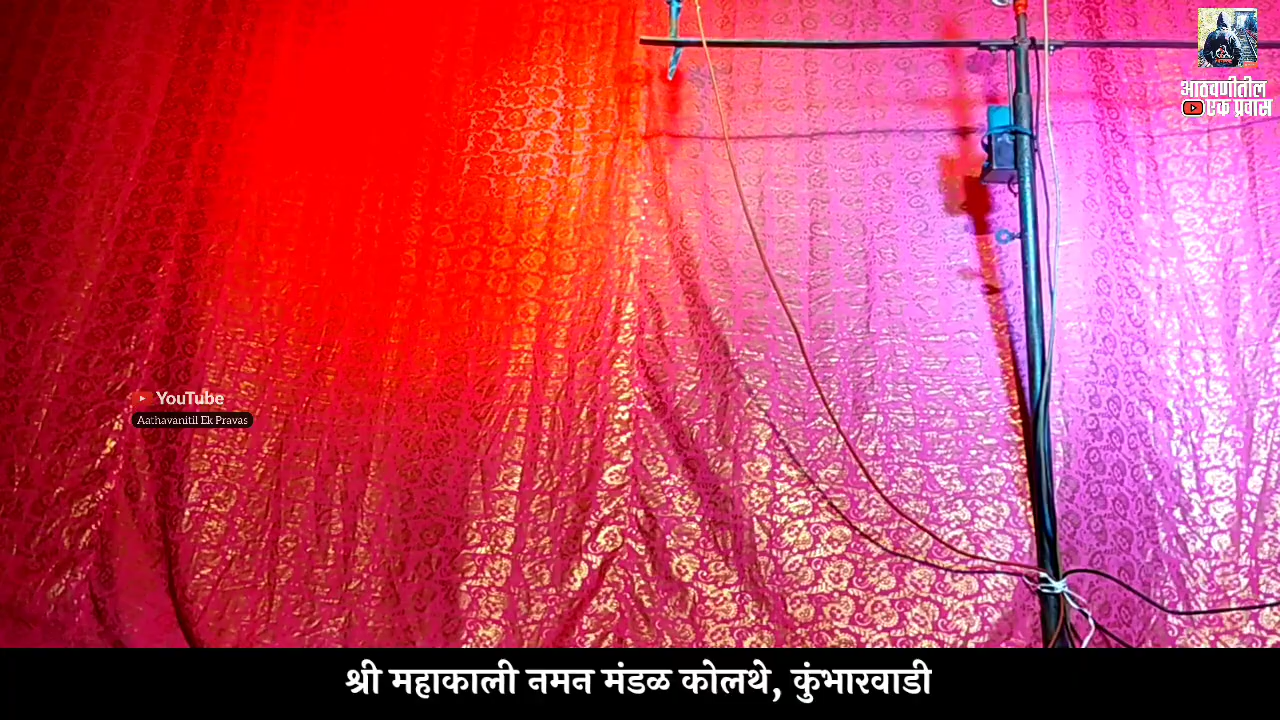 आठवणीतील
एक प्रवास
YouTube
Aathavanitil Ek Pravas
श्री महाकाली नमन मंडळ कोलथे, कुंभारवाडी